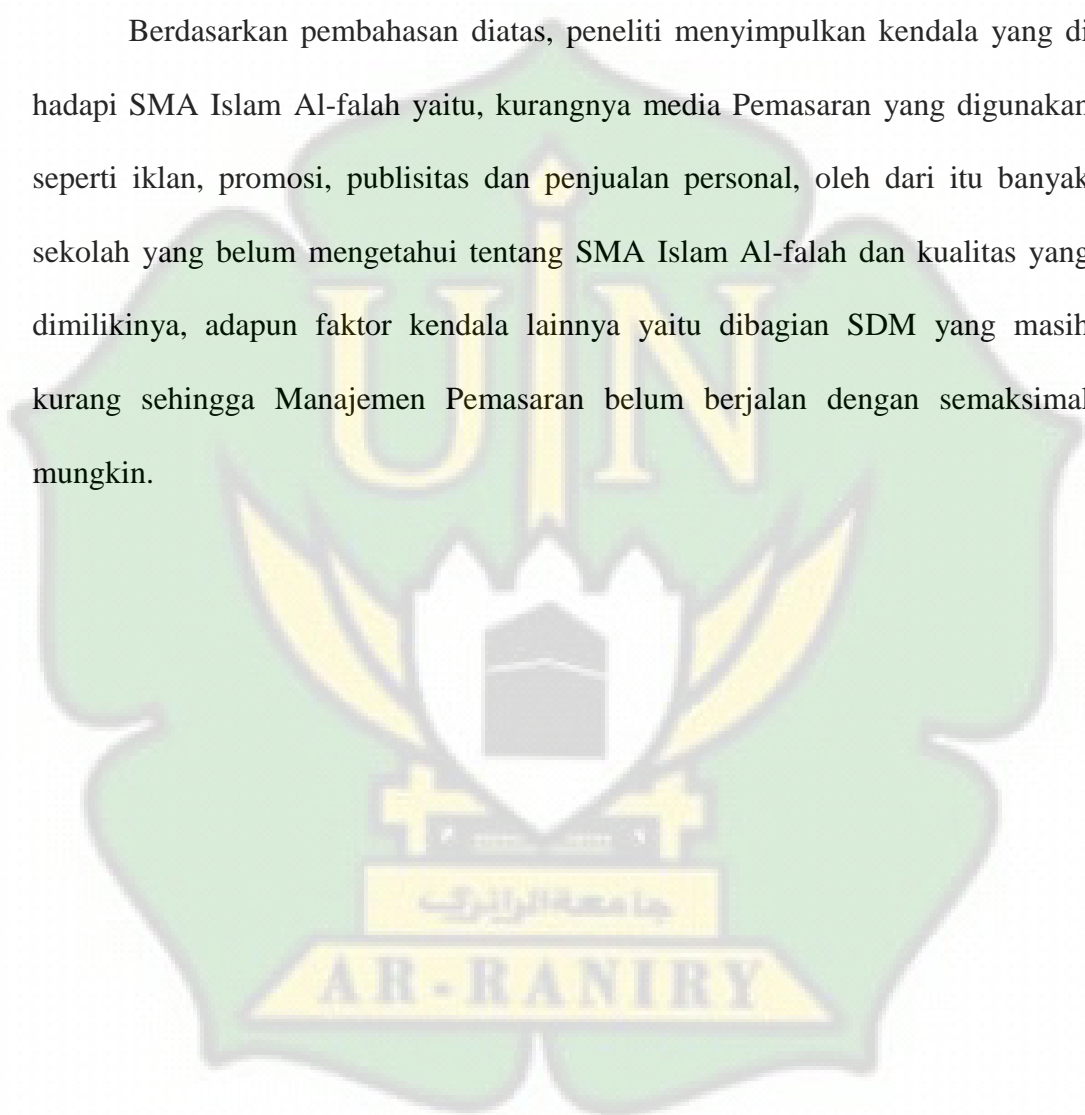 Berdasarkan pembahasan diatas, peneliti menyimpulkan kendala yang di
hadapi SMA Islam Al-falah yaitu, kurangnya media Pemasaran yang digunakan
seperti iklan, promosi, publisitas dan penjualan personal, oleh dari itu banyak
sekolah yang belum mengetahui tentang SMA Islam Al-falah dan kualitas yang
dimilikinya, adapun faktor kendala lainnya yaitu dibagian SDM yang masih
kurang sehingga Manajemen Pemasaran belum berjalan dengan semaksimal
mungkin.
UIN
جامعة الرانري
AR-RANIRY